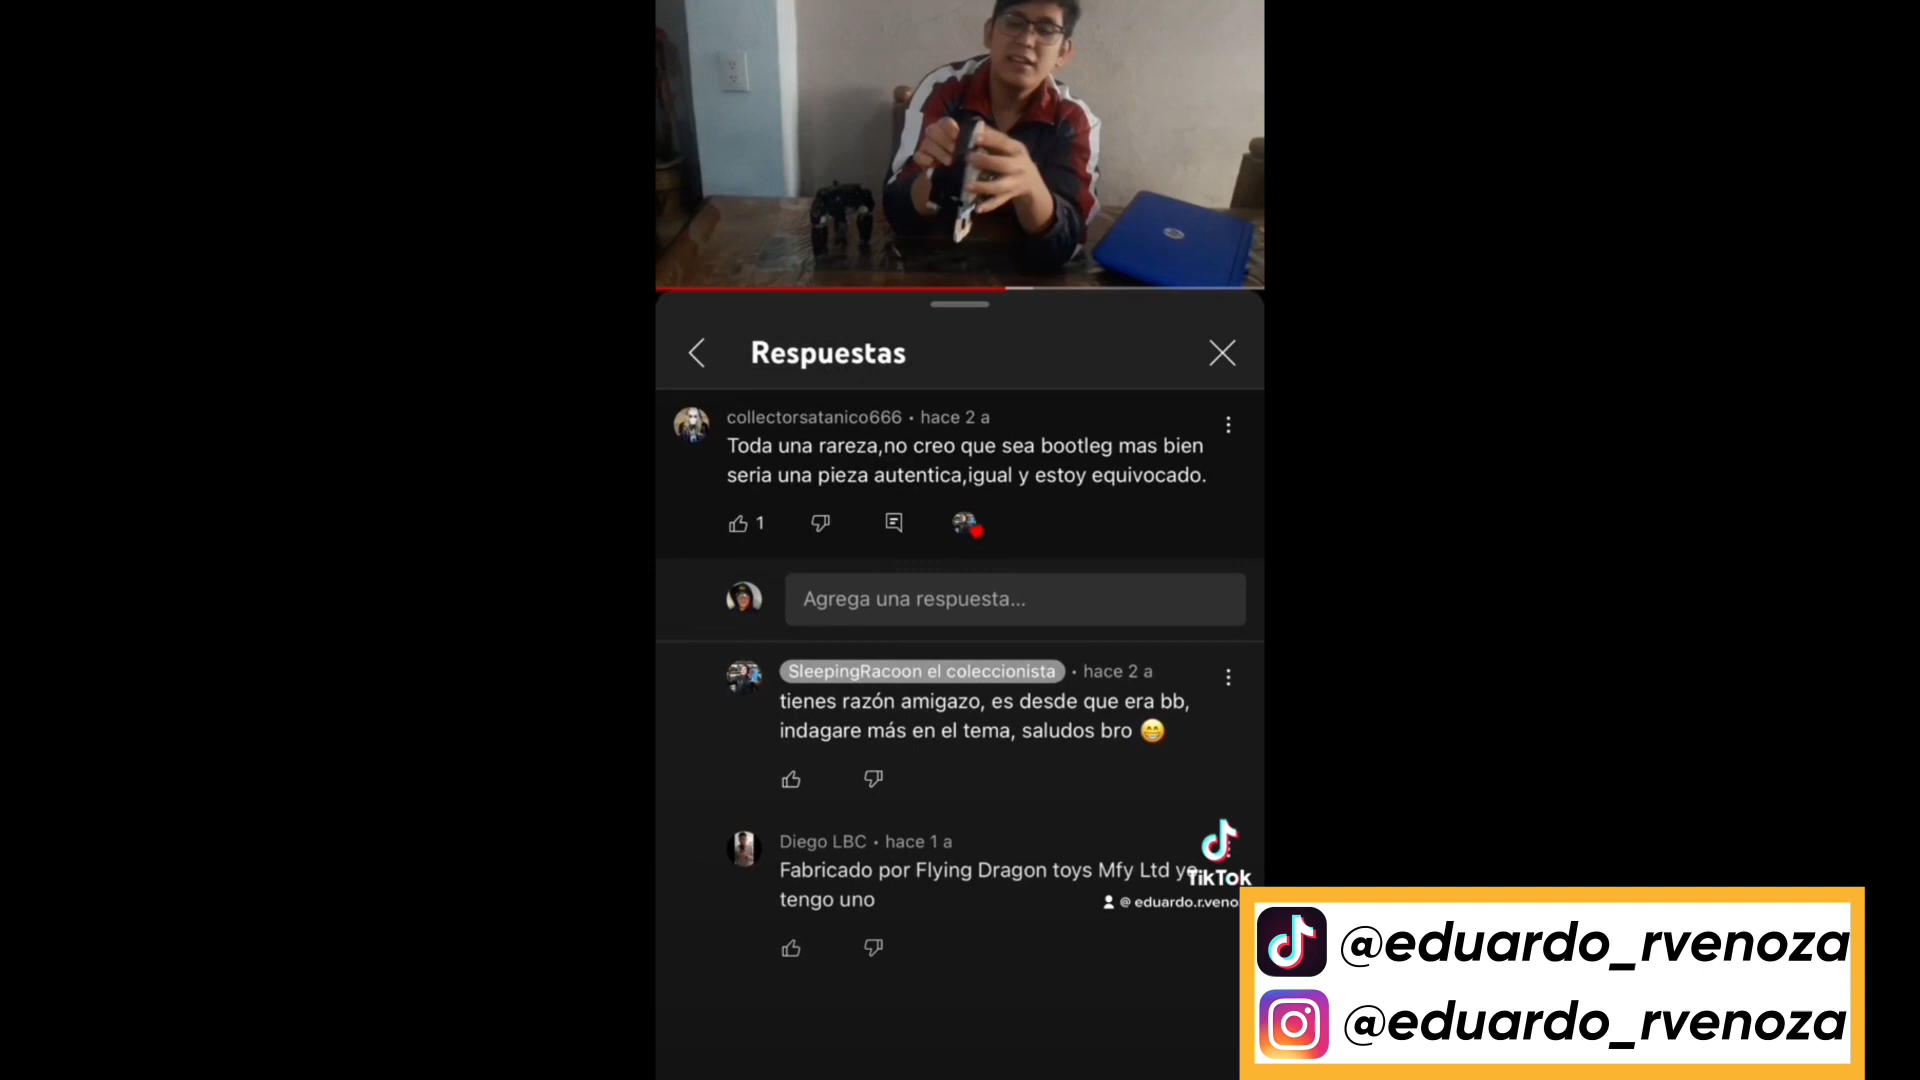 Respuestas
collectorsatanico666 • hace 2 a
Toda una rareza,no creo que sea bootleg mas bien
seria una pieza autentica,igual y estoy equivocado.
1
Agrega una respuesta...
SleepingRacoon el coleccionista • hace 2 a
tienes razón amigazo, es desde que era bb,
indagare más en el tema, saludos bro 😁
Diego LBC • hace 1 a
Fabricado por Flying Dragon toys Mfy Ltd yo
tengo uno
TikTok
@ eduardo.r.veno
@eduardo_rvenoza
@eduardo_rvenoza